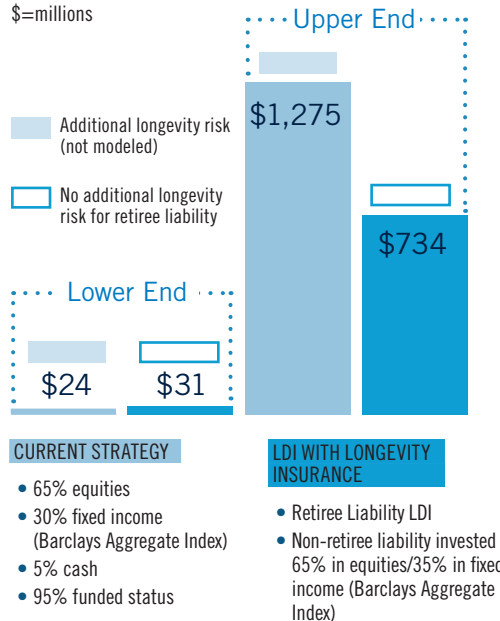 $=millions
Upper End
Additional longevity risk
(not modeled)
No additional longevity
risk for retiree liability
$1,275
$734
Lower End
$24
$31
CURRENT STRATEGY
• 65% equities
• 30% fixed income
(Barclays Aggregate Index)
• 5% cash
• 95% funded status
LDI WITH LONGEVITY
INSURANCE
• Retiree Liability LDI
• Non-retiree liability invested
65% in equities/35% in fixed
income (Barclays Aggregate
Index)